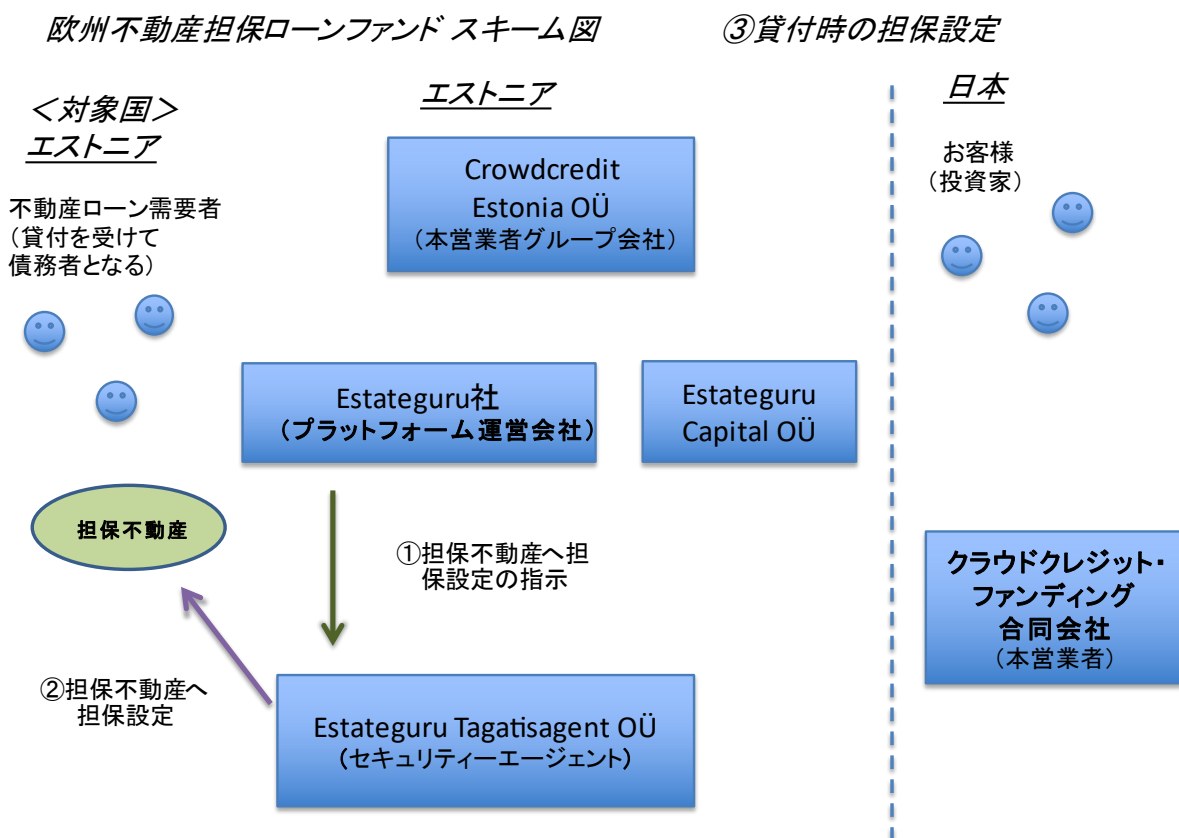 欧州不動産担保ローンファンド スキーム図
③貸付時の担保設定
＜対象国＞
エストニア
エストニア
日本
不動産ローン需要者
（貸付を受けて
債務者となる）
Crowdcredit
Estonia OÜ
（本営業者グループ会社）
お客様
（投資家）
Estateguru社
（プラットフォーム運営会社）
Estateguru
Capital OÜ
担保不動産
①担保不動産へ担
保設定の指示
クラウドクレジット・
ファンディング
合同会社
（本営業者）
②担保不動産へ
担保設定
Estateguru Tagatisagent OÜ
（セキュリティーエージェント）